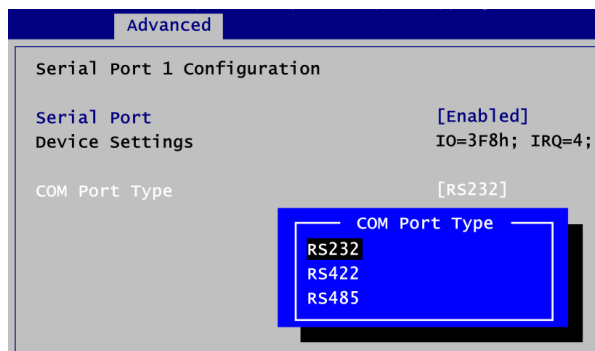 Advanced
Serial Port 1 Configuration
Serial Port [Enabled]
Device Settings IO=3F8h; IRQ=4;
COM Port Type [RS232]
COM Port Type
RS232
RS422
RS485